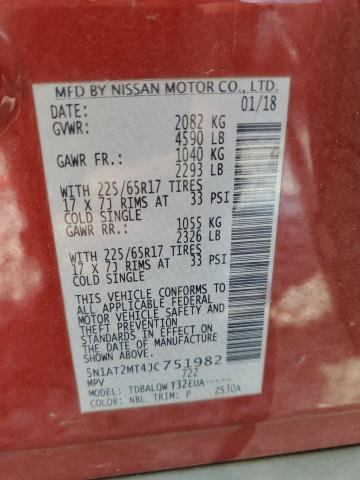 MFD BY NISSAN MOTOR CO., LTD.
DATE: 01/18
GVWR: 2082 KG
4590 LB
GAWR FR.: 1040 KG
2293 LB
WITH 225/65R17 TIRES
17 X 7J RIMS AT 33 PSI
COLD SINGLE
GAWR RR.: 1055 KG
2326 LB
WITH 225/65R17 TIRES
17 X 7J RIMS AT 33 PSI
COLD SINGLE
THIS VEHICLE CONFORMS TO
ALL APPLICABLE FEDERAL
MOTOR VEHICLE SAFETY AND
THEFT PREVENTION
STANDARDS IN EFFECT ON
THE DATE OF MANUFACTURE
SHOWN ABOVE.
5N1AT2MT4JC751982
MPV 722
MODEL: TDBALQW T32EUA-----
COLOR: NBL TRIM: P 2530A